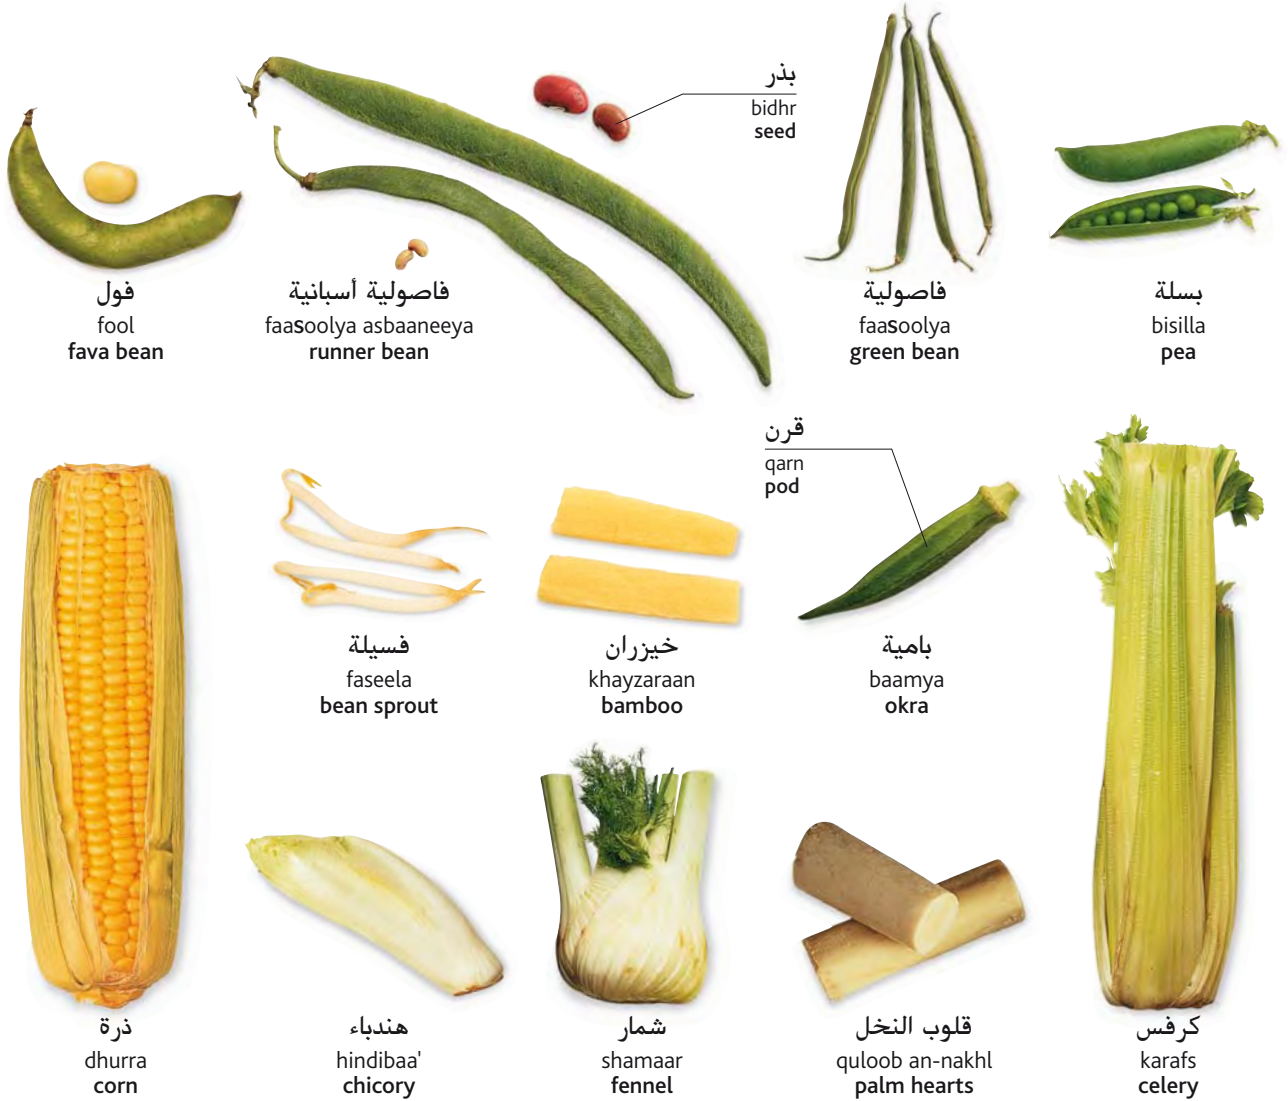 بذر
bidhr
seed
فول
fool
fava bean
فاصولية أسبانية
faasoolya asbaaneeya
runner bean
فاصولية
faasoolya
green bean
بسلة
bisilla
pea
قرن
qarn
pod
فسيلة
faseela
bean sprout
خيزران
khayzaraan
bamboo
بامية
baamya
okra
ذرة
dhurra
corn
هندباء
hindibaa'
chicory
شمار
shamaar
fennel
قلوب النخل
quloob an-nakhl
palm hearts
كرفس
karafs
celery